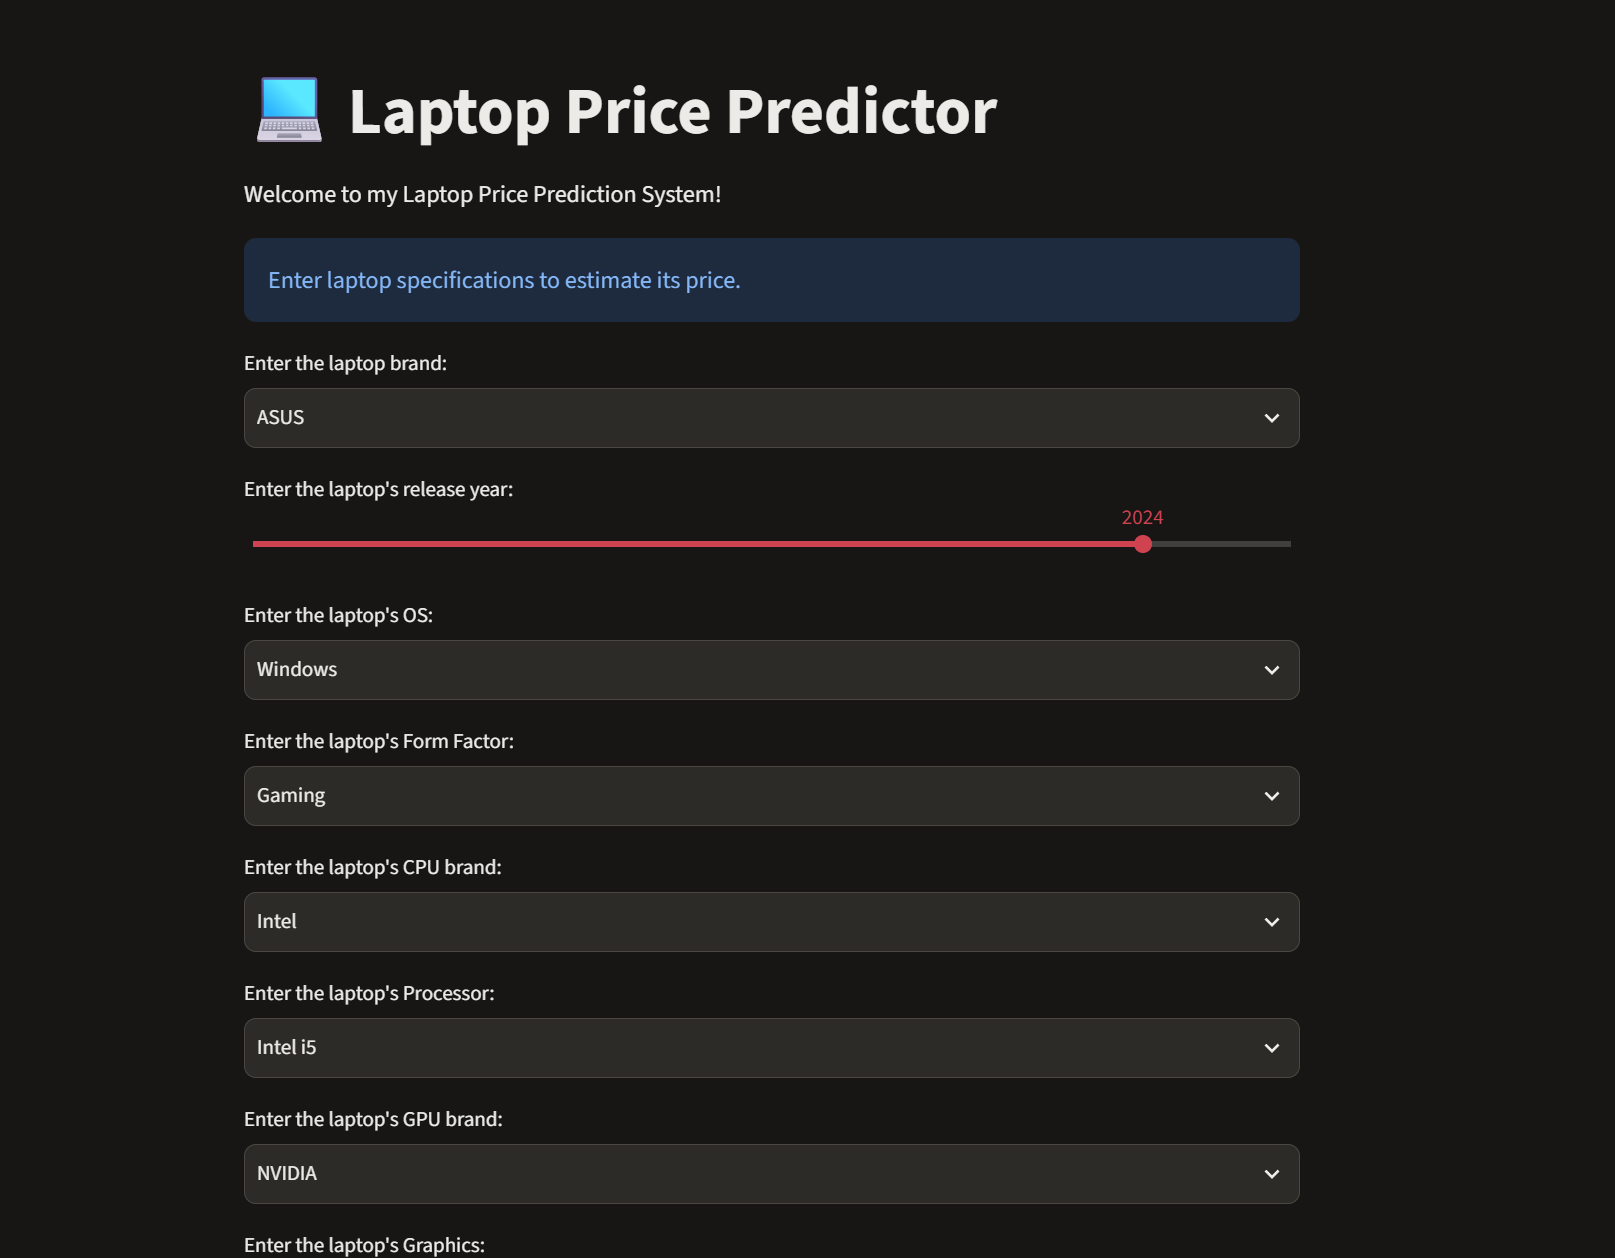 Laptop Price Predictor
Welcome to my Laptop Price Prediction System!
Enter laptop specifications to estimate its price.
Enter the laptop brand:
ASUS
Enter the laptop's release year:
2024
Enter the laptop's OS:
Windows
Enter the laptop's Form Factor:
Gaming
Enter the laptop's CPU brand:
Intel
Enter the laptop's Processor:
Intel i5
Enter the laptop's GPU brand:
NVIDIA
Enter the laptop's Graphics: